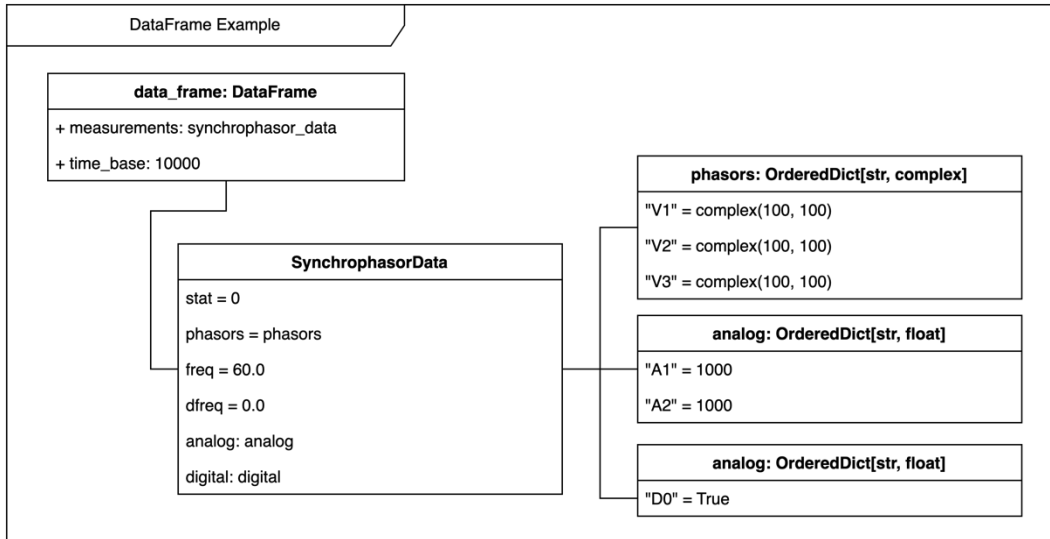 DataFrame Example
data_frame: DataFrame
+ measurements: synchrophasor_data
+ time_base: 10000
SynchrophasorData
stat = 0
phasors = phasors
freq = 60.0
dfreq = 0.0
analog: analog
digital: digital
phasors: OrderedDict[str, complex]
"V1" = complex(100, 100)
"V2" = complex(100, 100)
"V3" = complex(100, 100)
analog: OrderedDict[str, float]
"A1" = 1000
"A2" = 1000
analog: OrderedDict[str, float]
"D0" = True